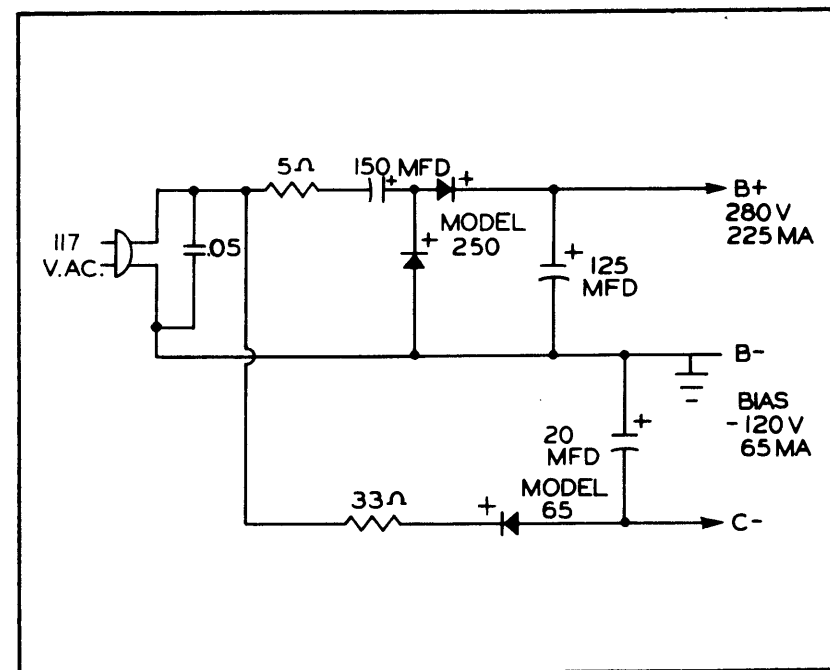 5Ω
150 MFD
+
+
B+
280 V
225 MA
MODEL
250
+
117
V.AC.
.05
+
125
MFD
B-
BIAS
- 120 V
65 MA
20
MFD
+
MODEL
65
33Ω
+
C-